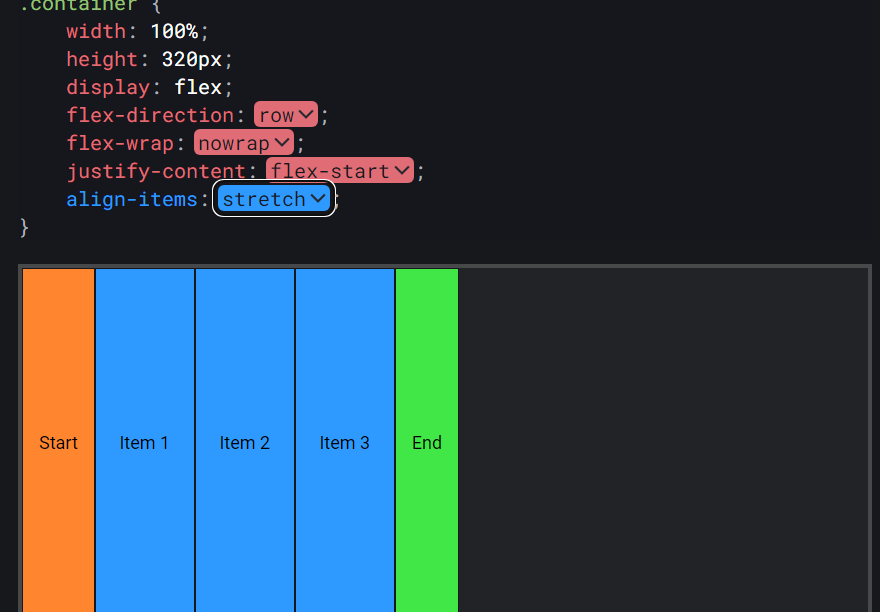 .container {
width: 100%;
height: 320px;
display: flex;
flex-direction: row;
flex-wrap: nowrap;
justify-content: flex-start;
align-items: stretch;
}
Start Item 1 Item 2 Item 3 End